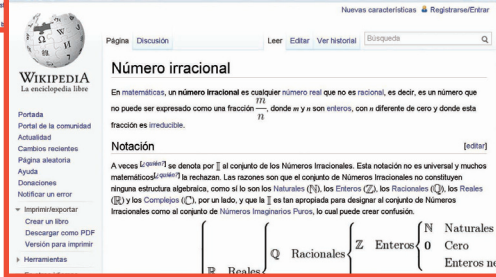 Nuevas características Registrarse/Entrar
Página Discusión Leer Editar Ver historial Búsqueda
Ω W И 7
WIKIPEDIA
La enciclopedia libre
Portada
Portal de la comunidad
Actualidad
Cambios recientes
Página aleatoria
Ayuda
Donaciones
Notificar un error
Imprimir/exportar
Crear un libro
Descargar como PDF
Versión para imprimir
Herramientas
Número irracional
En matemáticas, un número irracional es cualquier número real que no es racional, es decir, es un número que
no puede ser expresado como una fracción m/n, donde m y n son enteros, con n diferente de cero y donde esta
fracción es irreducible.
Notación [editar]
A veces [¿quién?] se denota por 𝕀 al conjunto de los Números Irracionales. Esta notación no es universal y muchos
matemáticos[¿quién?] la rechazan. Las razones son que el conjunto de Números Irracionales no constituyen
ninguna estructura algebraica, como sí lo son los Naturales (ℕ), los Enteros (ℤ), los Racionales (ℚ), los Reales
(ℝ) y los Complejos (ℂ), por un lado, y que la 𝕀 es tan apropiada para designar al conjunto de Números
Irracionales como al conjunto de Números Imaginarios Puros, lo cual puede crear confusión.
ℕ Naturales
ℤ Enteros 0 Cero
ℚ Racionales
Enteros
ℝ Reales